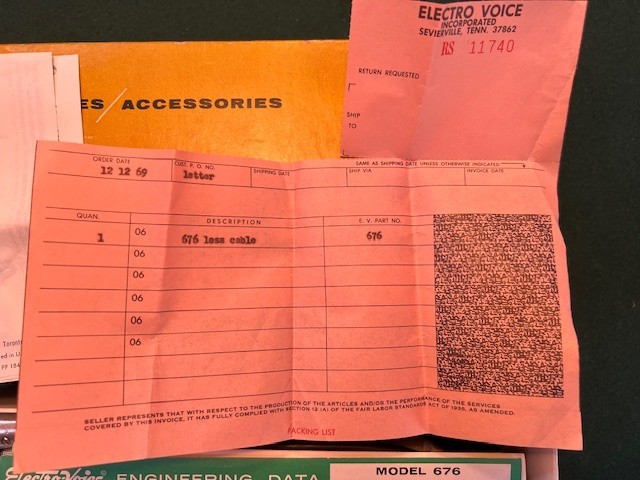 ELECTRO VOICE
INCORPORATED
SEVIERVILLE, TENN. 37862
RS 11740
RETURN REQUESTED
SHIP
TO
ES/ACCESSORIES
SAME AS SHIPPING DATE UNLESS OTHERWISE INDICATED
ORDER DATE
CUST. P. O. NO.
SHIPPING DATE
SHIP VIA
INVOICE DATE
12 12 69
letter
QUAN.
DESCRIPTION
E. V. PART NO.
1 06 676 less cable 676
06
06
06
06
06
Toronto
ed in U
SELLER REPRESENTS THAT WITH RESPECT TO THE PRODUCTION OF THE ARTICLES AND/OR THE PERFORMANCE OF THE SERVICES
COVERED BY THIS INVOICE, IT HAS FULLY COMPLIED WITH SECTION 12 (A) OF THE FAIR LABOR STANDARDS ACT OF 1938, AS AMENDED.
PACKING LIST
Electro-Voice ENGINEERING DATA MODEL 676